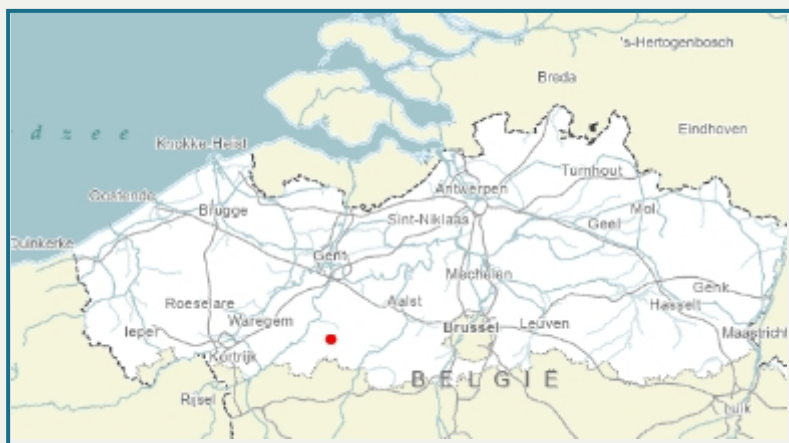 's-Hertogenbosch
Breda
d z e e
Eindhoven
Knokke-Heist
Turnhout
Antwerpen
Oostende
Brugge
Mol
Sint-Niklaas
Geel
Duinkerke
Gent
Mechelen
Genk
Roeselare
Aalst
Hasselt
Waregem
Brussel
Leuven
Ieper
Maastricht
Kortrijk
BELGIË
Rijsel
Luik